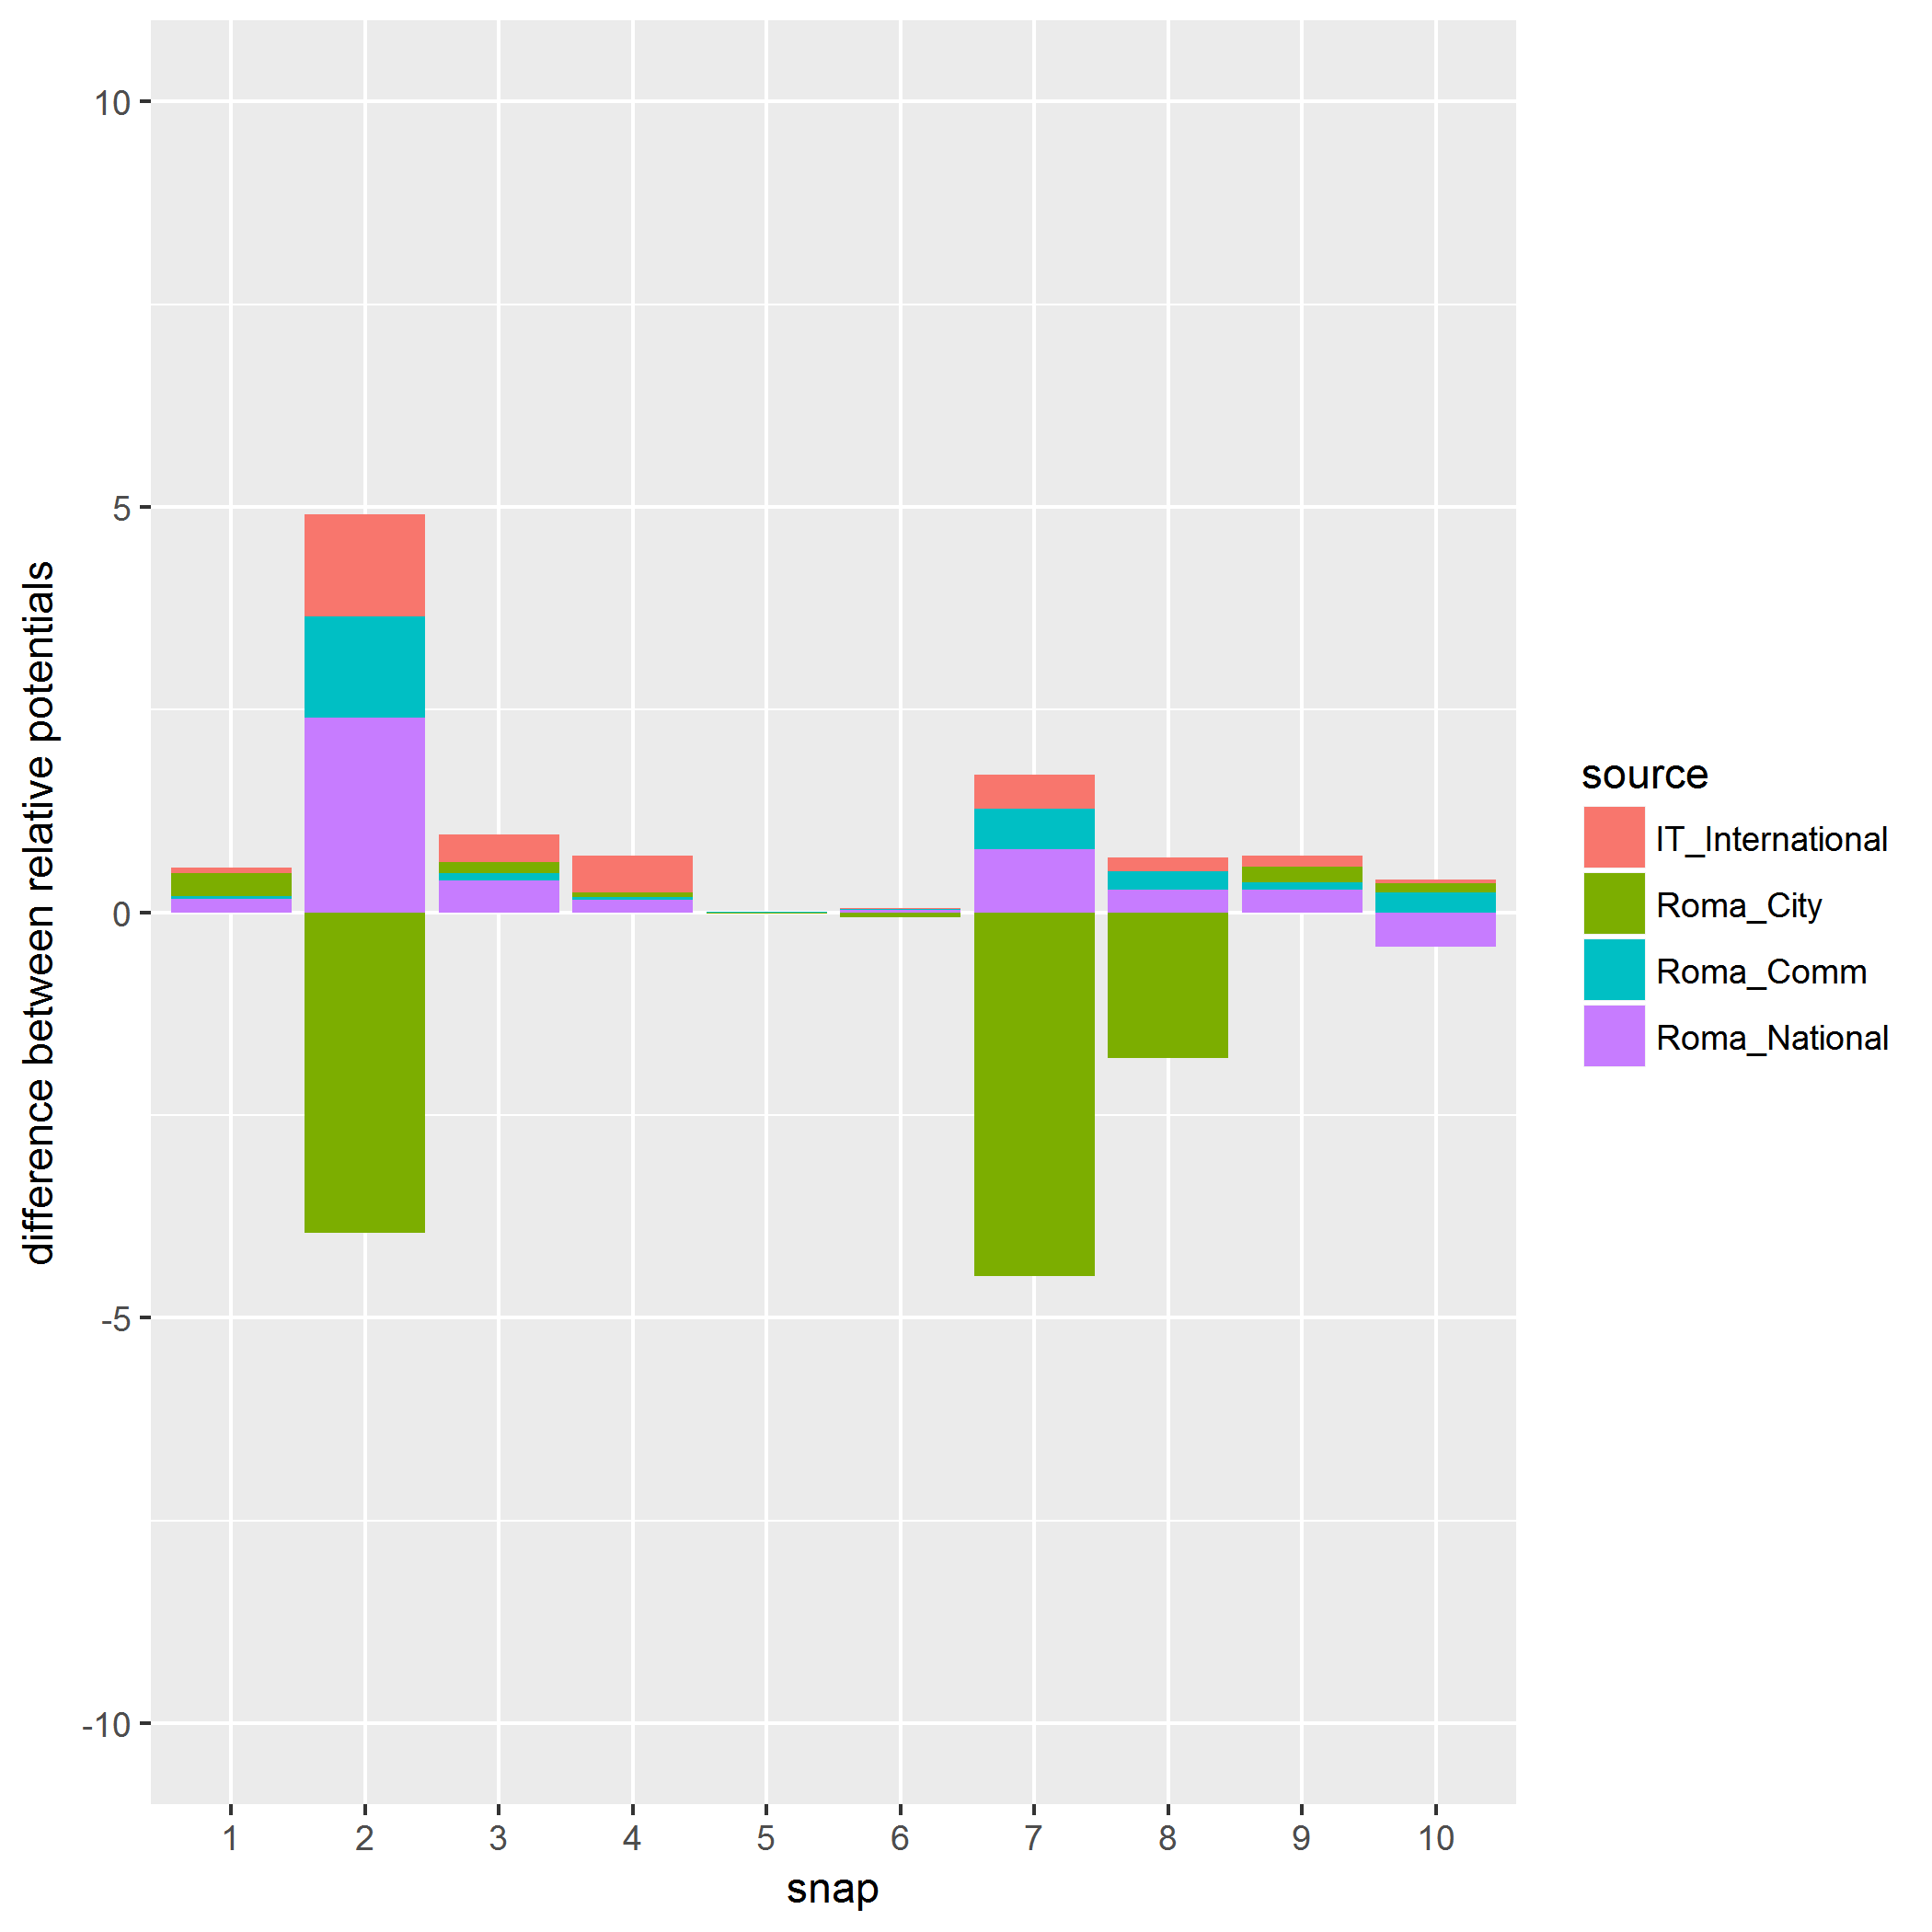 difference between relative potentials
10
5
0
-5
-10
1 2 3 4 5 6 7 8 9 10
snap
source
IT_International
Roma_City
Roma_Comm
Roma_National